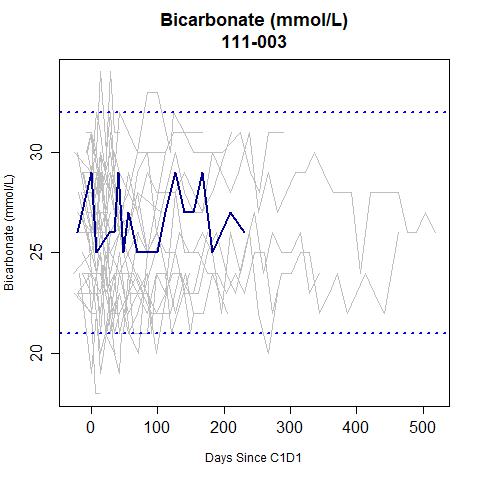 Bicarbonate (mmol/L)
111-003
Bicarbonate (mmol/L)
30
25
20
0 100 200 300 400 500
Days Since C1D1